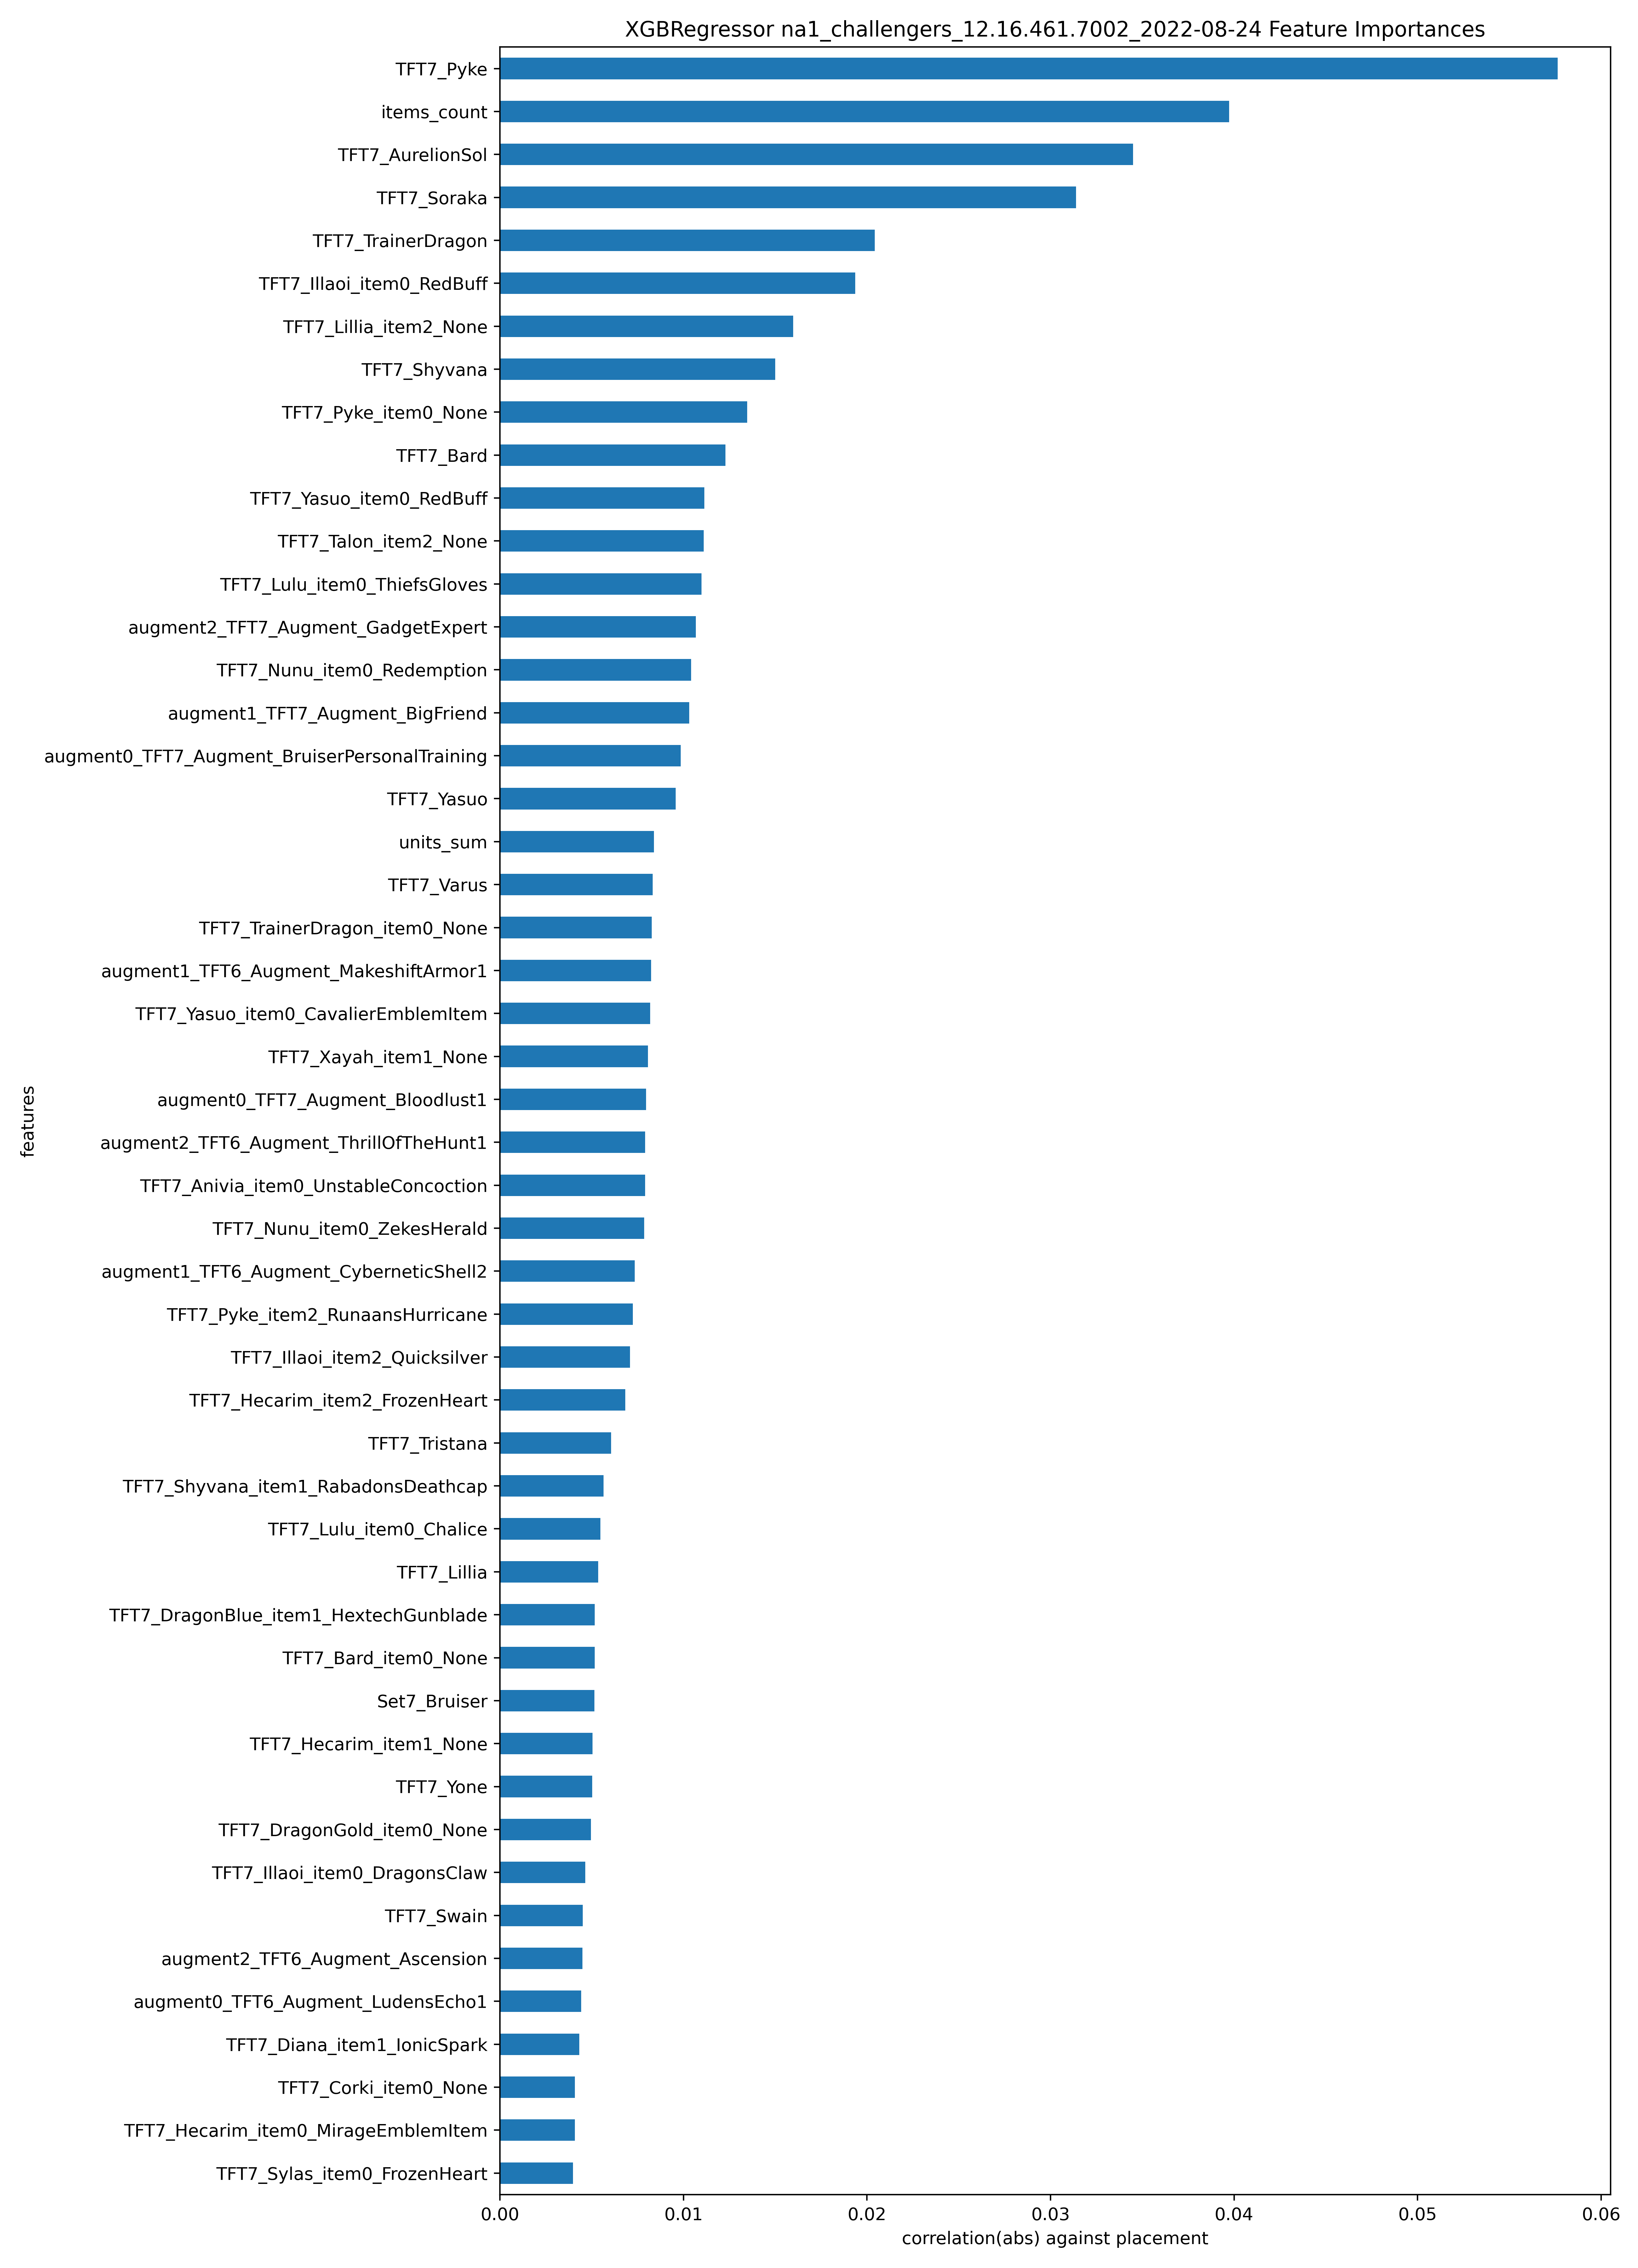 XGBRegressor na1_challengers_12.16.461.7002_2022-08-24 Feature Importances
TFT7_Pyke
items_count
TFT7_AurelionSol
TFT7_Soraka
TFT7_TrainerDragon
TFT7_Illaoi_item0_RedBuff
TFT7_Lillia_item2_None
TFT7_Shyvana
TFT7_Pyke_item0_None
TFT7_Bard
TFT7_Yasuo_item0_RedBuff
TFT7_Talon_item2_None
TFT7_Lulu_item0_ThiefsGloves
augment2_TFT7_Augment_GadgetExpert
TFT7_Nunu_item0_Redemption
augment1_TFT7_Augment_BigFriend
augment0_TFT7_Augment_BruiserPersonalTraining
TFT7_Yasuo
units_sum
TFT7_Varus
TFT7_TrainerDragon_item0_None
augment1_TFT6_Augment_MakeshiftArmor1
TFT7_Yasuo_item0_CavalierEmblemItem
TFT7_Xayah_item1_None
augment0_TFT7_Augment_Bloodlust1
augment2_TFT6_Augment_ThrillOfTheHunt1
TFT7_Anivia_item0_UnstableConcoction
TFT7_Nunu_item0_ZekesHerald
augment1_TFT6_Augment_CyberneticShell2
TFT7_Pyke_item2_RunaansHurricane
TFT7_Illaoi_item2_Quicksilver
TFT7_Hecarim_item2_FrozenHeart
TFT7_Tristana
TFT7_Shyvana_item1_RabadonsDeathcap
TFT7_Lulu_item0_Chalice
TFT7_Lillia
TFT7_DragonBlue_item1_HextechGunblade
TFT7_Bard_item0_None
Set7_Bruiser
TFT7_Hecarim_item1_None
TFT7_Yone
TFT7_DragonGold_item0_None
TFT7_Illaoi_item0_DragonsClaw
TFT7_Swain
augment2_TFT6_Augment_Ascension
augment0_TFT6_Augment_LudensEcho1
TFT7_Diana_item1_IonicSpark
TFT7_Corki_item0_None
TFT7_Hecarim_item0_MirageEmblemItem
TFT7_Sylas_item0_FrozenHeart
features
0.00 0.01 0.02 0.03 0.04 0.05 0.06
correlation(abs) against placement